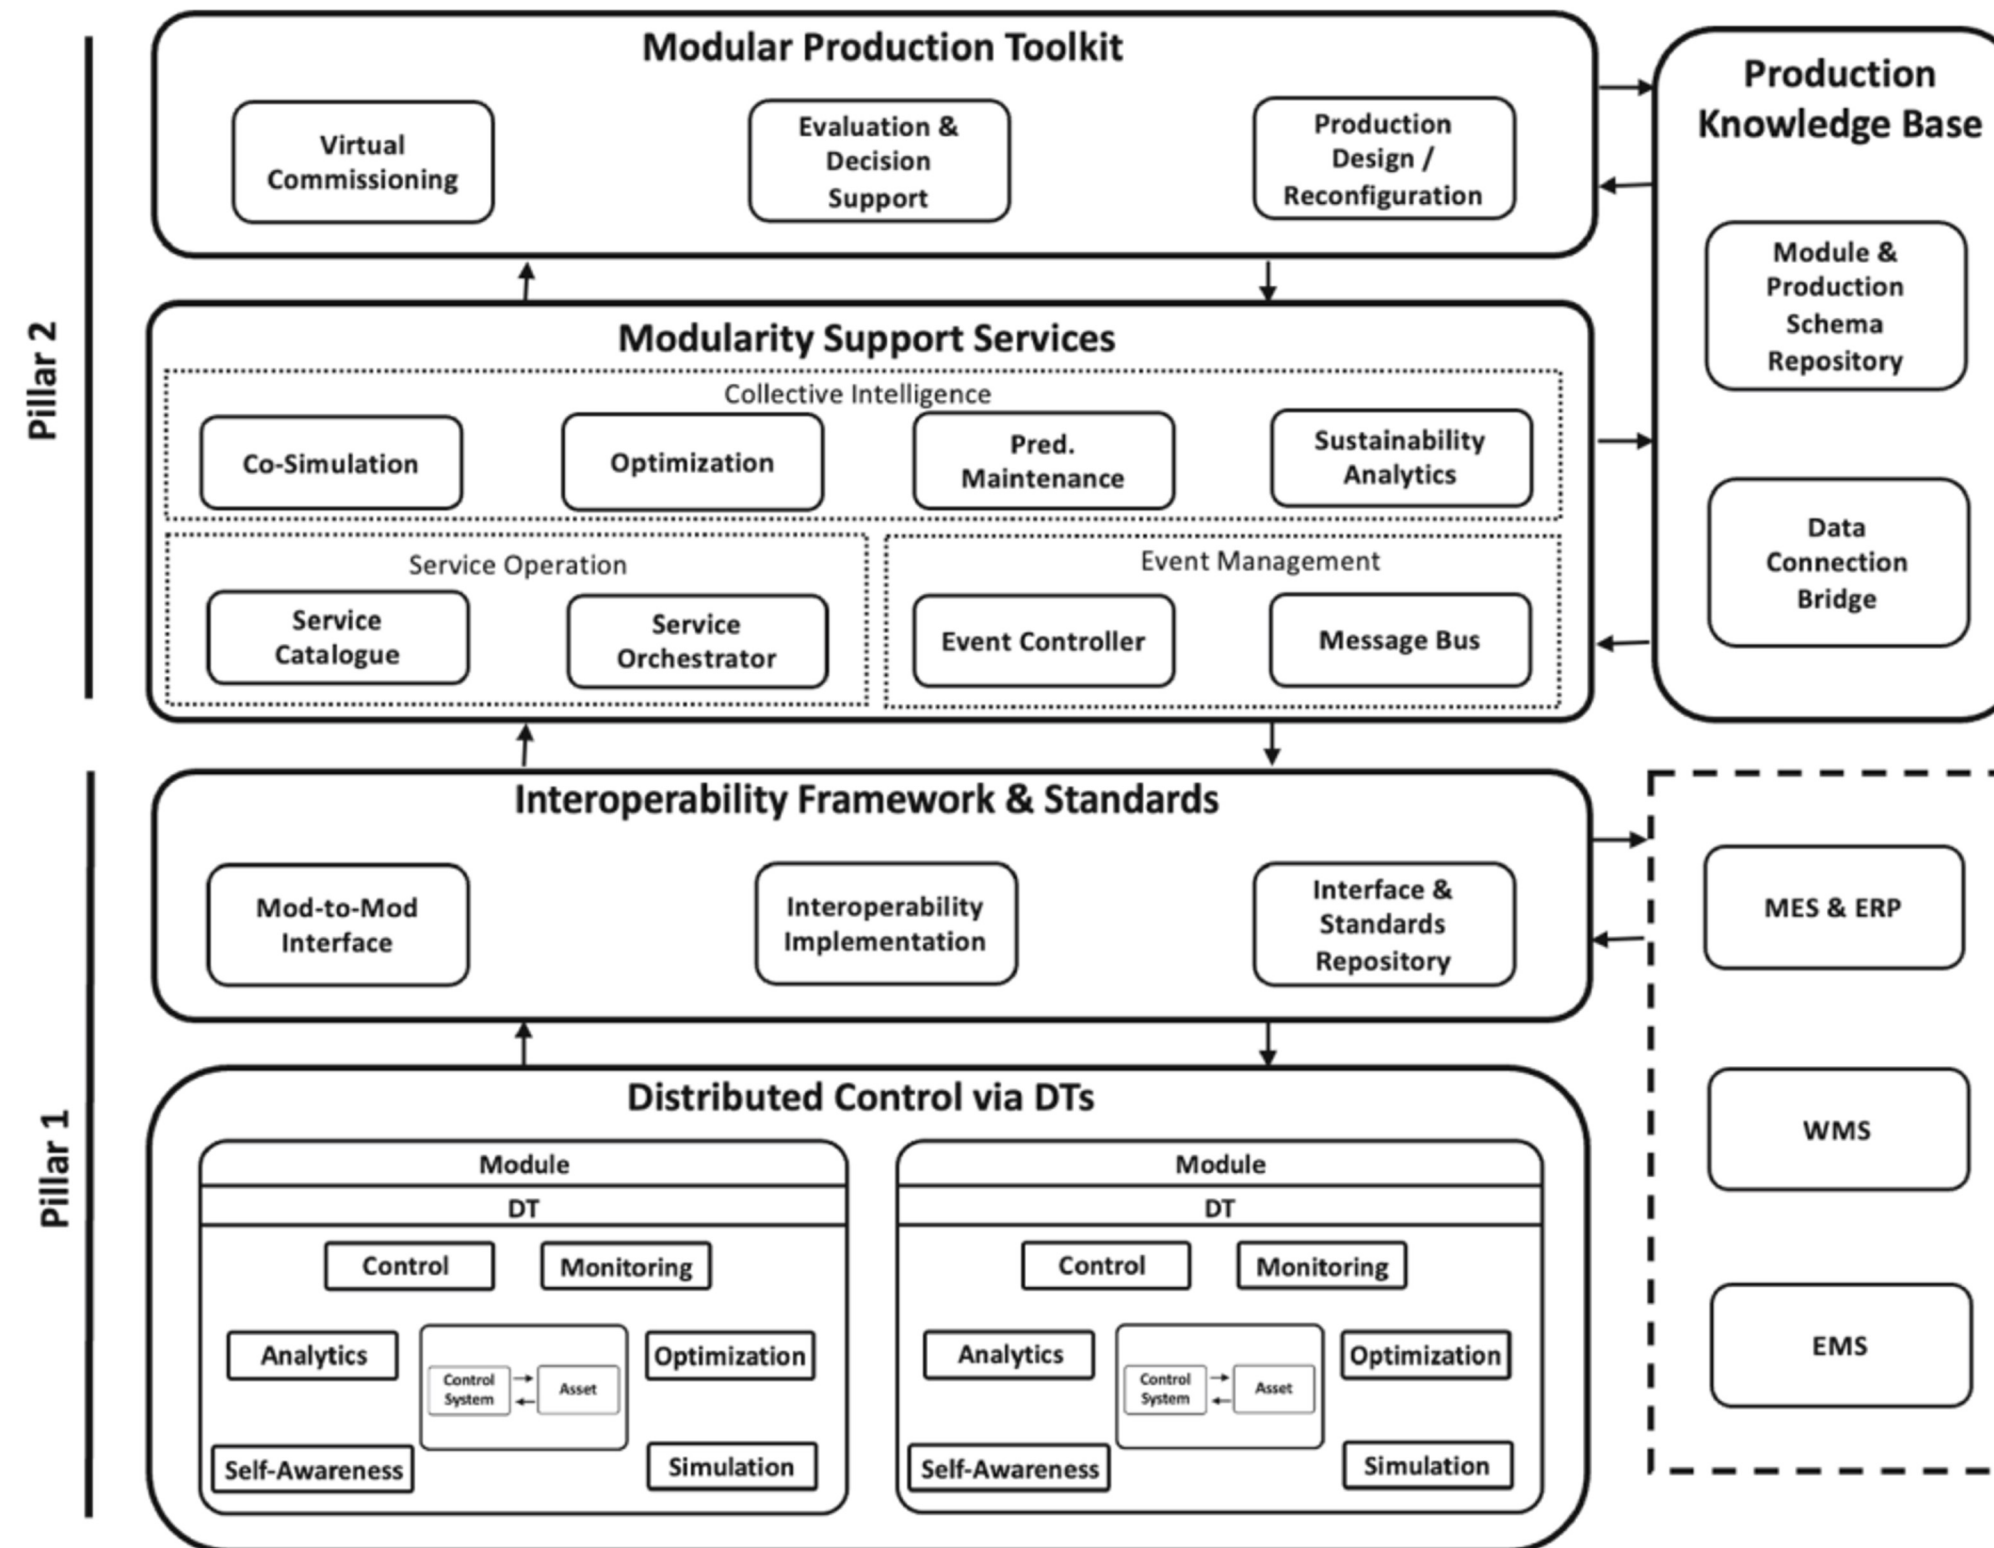 Pillar 2
Modular Production Toolkit
Virtual
Commissioning
Evaluation &
Decision
Support
Production
Design /
Reconfiguration
Production
Knowledge Base
Module &
Production
Schema
Repository
Data
Connection
Bridge
Modularity Support Services
Collective Intelligence
Co-Simulation
Optimization
Pred.
Maintenance
Sustainability
Analytics
Service Operation
Service
Catalogue
Service
Orchestrator
Event Management
Event Controller
Message Bus
Pillar 1
Interoperability Framework & Standards
Mod-to-Mod
Interface
Interoperability
Implementation
Interface &
Standards
Repository
MES & ERP
WMS
EMS
Distributed Control via DTs
Module
DT
Control
Monitoring
Analytics
Control
System
Asset
Optimization
Self-Awareness
Simulation
Module
DT
Control
Monitoring
Analytics
Control
System
Asset
Optimization
Self-Awareness
Simulation